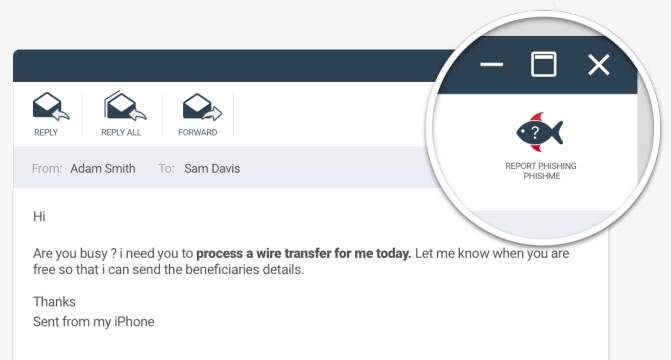 REPLY
REPLY ALL
FORWARD
?
REPORT PHISHING
PHISHME
From: Adam Smith To: Sam Davis
Hi
Are you busy ? i need you to process a wire transfer for me today. Let me know when you are
free so that i can send the beneficiaries details.
Thanks
Sent from my iPhone